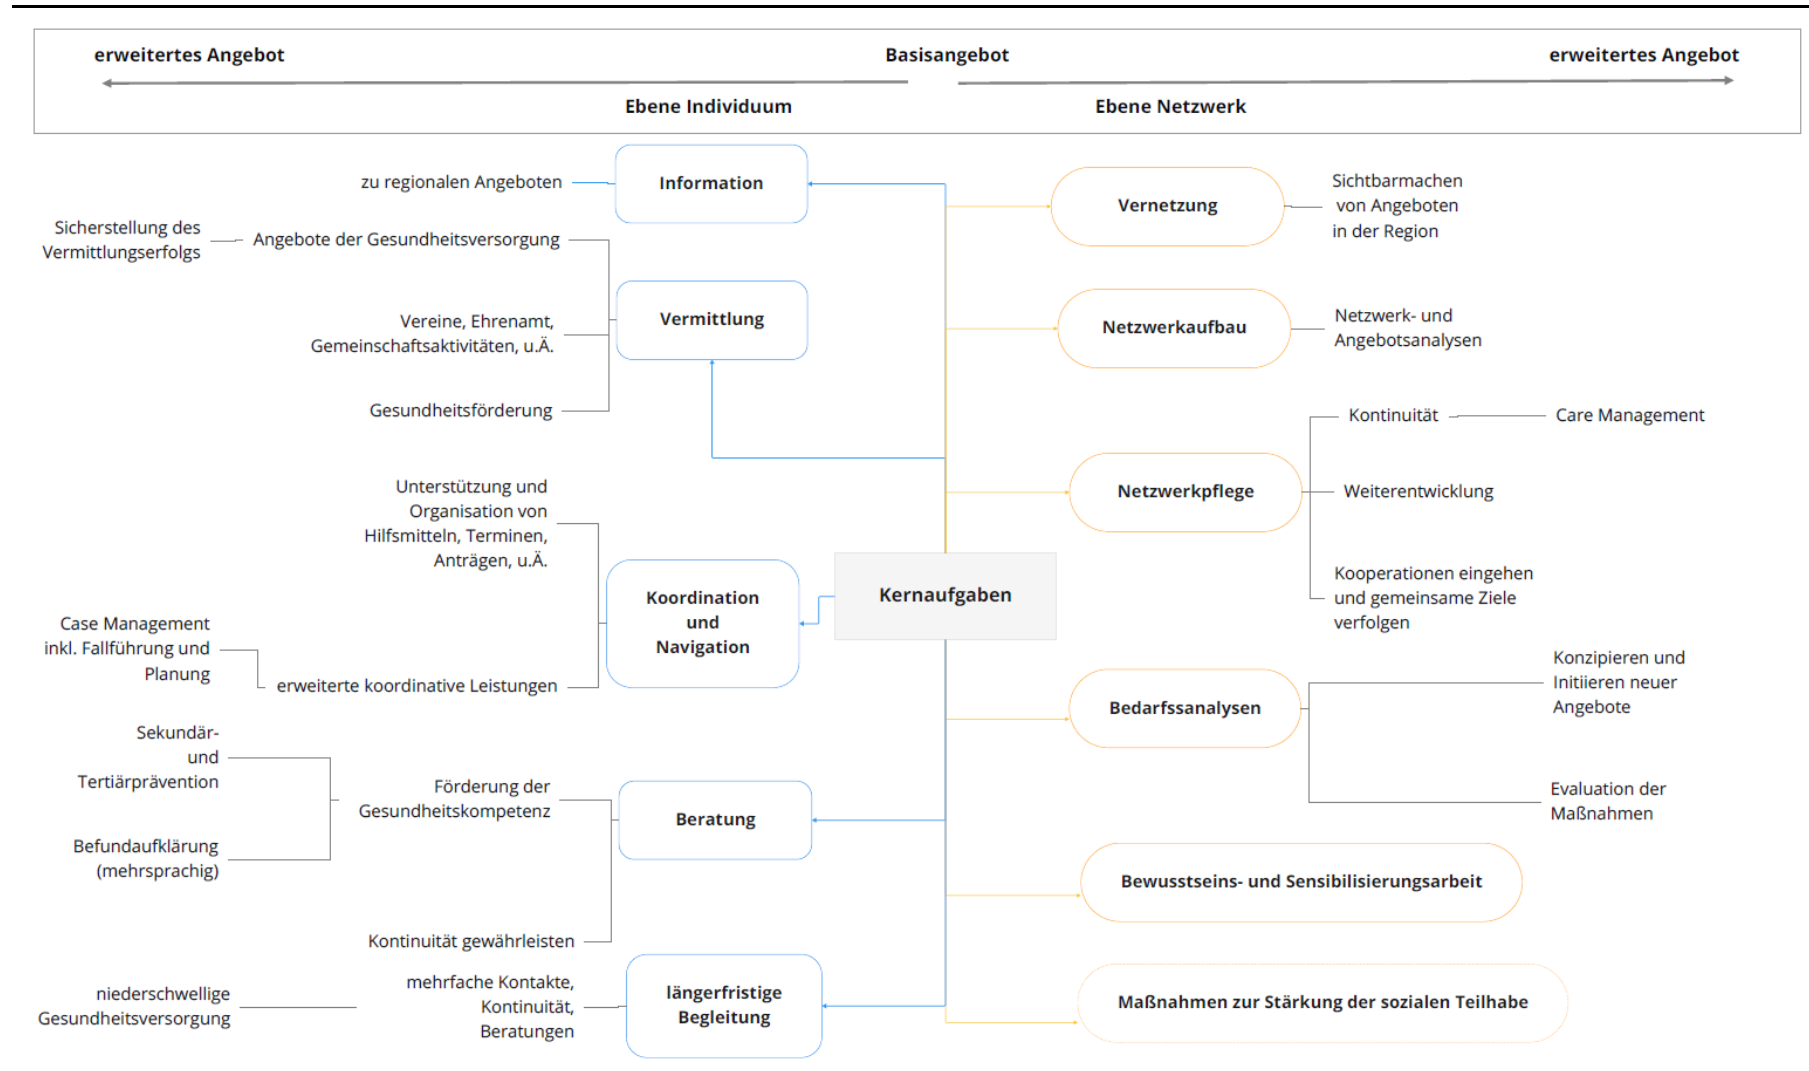 erweitertes Angebot
Basisangebot
erweitertes Angebot
Ebene Individuum
Ebene Netzwerk
zu regionalen Angeboten
Information
Sicherstellung des
Vermittlungserfolgs
Angebote der Gesundheitsversorgung
Vermittlung
Vereine, Ehrenamt,
Gemeinschaftsaktivitäten, u.Ä.
Gesundheitsförderung
Unterstützung und
Organisation von
Hilfsmitteln, Terminen,
Anträgen, u.Ä.
Koordination
und
Navigation
Case Management
inkl. Fallführung und
Planung
erweiterte koordinative Leistungen
Sekundär-
und
Tertiärprävention
Förderung der
Gesundheitskompetenz
Beratung
Befundaufklärung
(mehrsprachig)
Kontinuität gewährleisten
niederschwellige
Gesundheitsversorgung
mehrfache Kontakte,
Kontinuität,
Beratungen
längerfristige
Begleitung
Kernaufgaben
Vernetzung
Sichtbarmachen
von Angeboten
in der Region
Netzwerkaufbau
Netzwerk- und
Angebotsanalysen
Netzwerkpflege
Kontinuität
Care Management
Weiterentwicklung
Kooperationen eingehen
und gemeinsame Ziele
verfolgen
Bedarfssanalysen
Konzipieren und
Initiieren neuer
Angebote
Evaluation der
Maßnahmen
Bewusstseins- und Sensibilisierungsarbeit
Maßnahmen zur Stärkung der sozialen Teilhabe